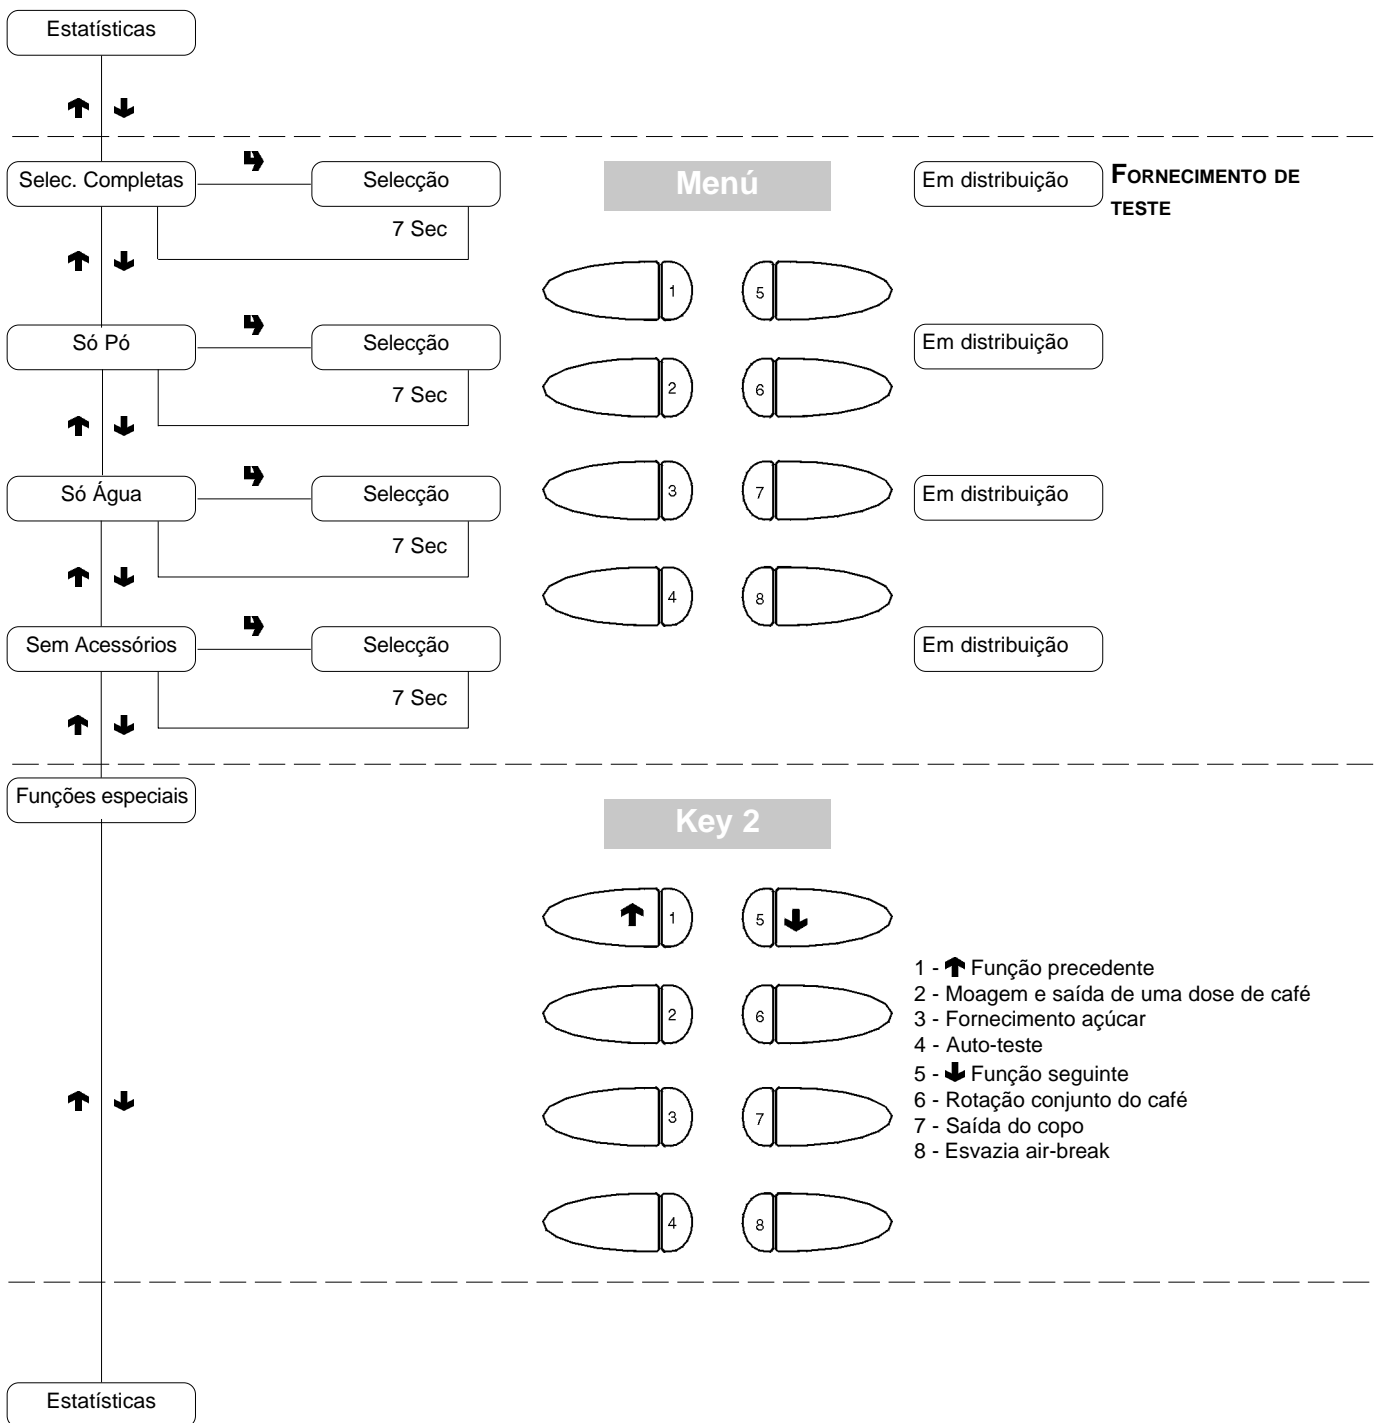 Estatísticas
Selec. Completas
Selecção
Menú
Em distribuição
FORNECIMENTO DE
TESTE
7 Sec
1
5
Só Pó
Selecção
Em distribuição
7 Sec
2
6
Só Água
Selecção
3
7
Em distribuição
7 Sec
4
8
Sem Acessórios
Selecção
Em distribuição
7 Sec
Funções especiais
Key 2
🡹 1
5 🡻
2
6
3
7
4
8
1 - 🡹 Função precedente
2 - Moagem e saída de uma dose de café
3 - Fornecimento açúcar
4 - Auto-teste
5 - 🡻 Função seguinte
6 - Rotação conjunto do café
7 - Saída do copo
8 - Esvazia air-break
Estatísticas